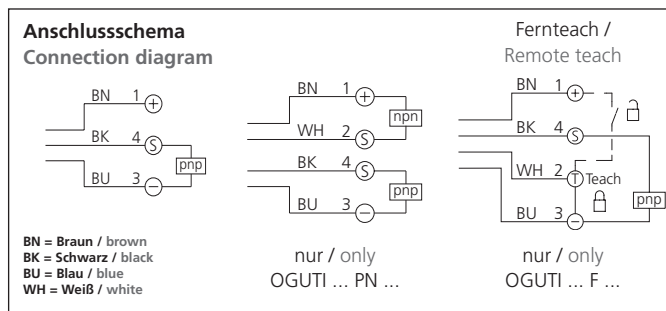 Anschlussschema
Connection diagram
BN 1 +
BK 4 S
pnp
BU 3 −
BN = Braun / brown
BK = Schwarz / black
BU = Blau / blue
WH = Weiß / white
BN 1 +
npn
WH 2 S
BK 4 S
pnp
BU 3 −
nur / only
OGUTI ... PN ...
Fernteach /
Remote teach
BN 1 +
BK 4 S
WH 2 T Teach
pnp
BU 3 −
nur / only
OGUTI ... F ...